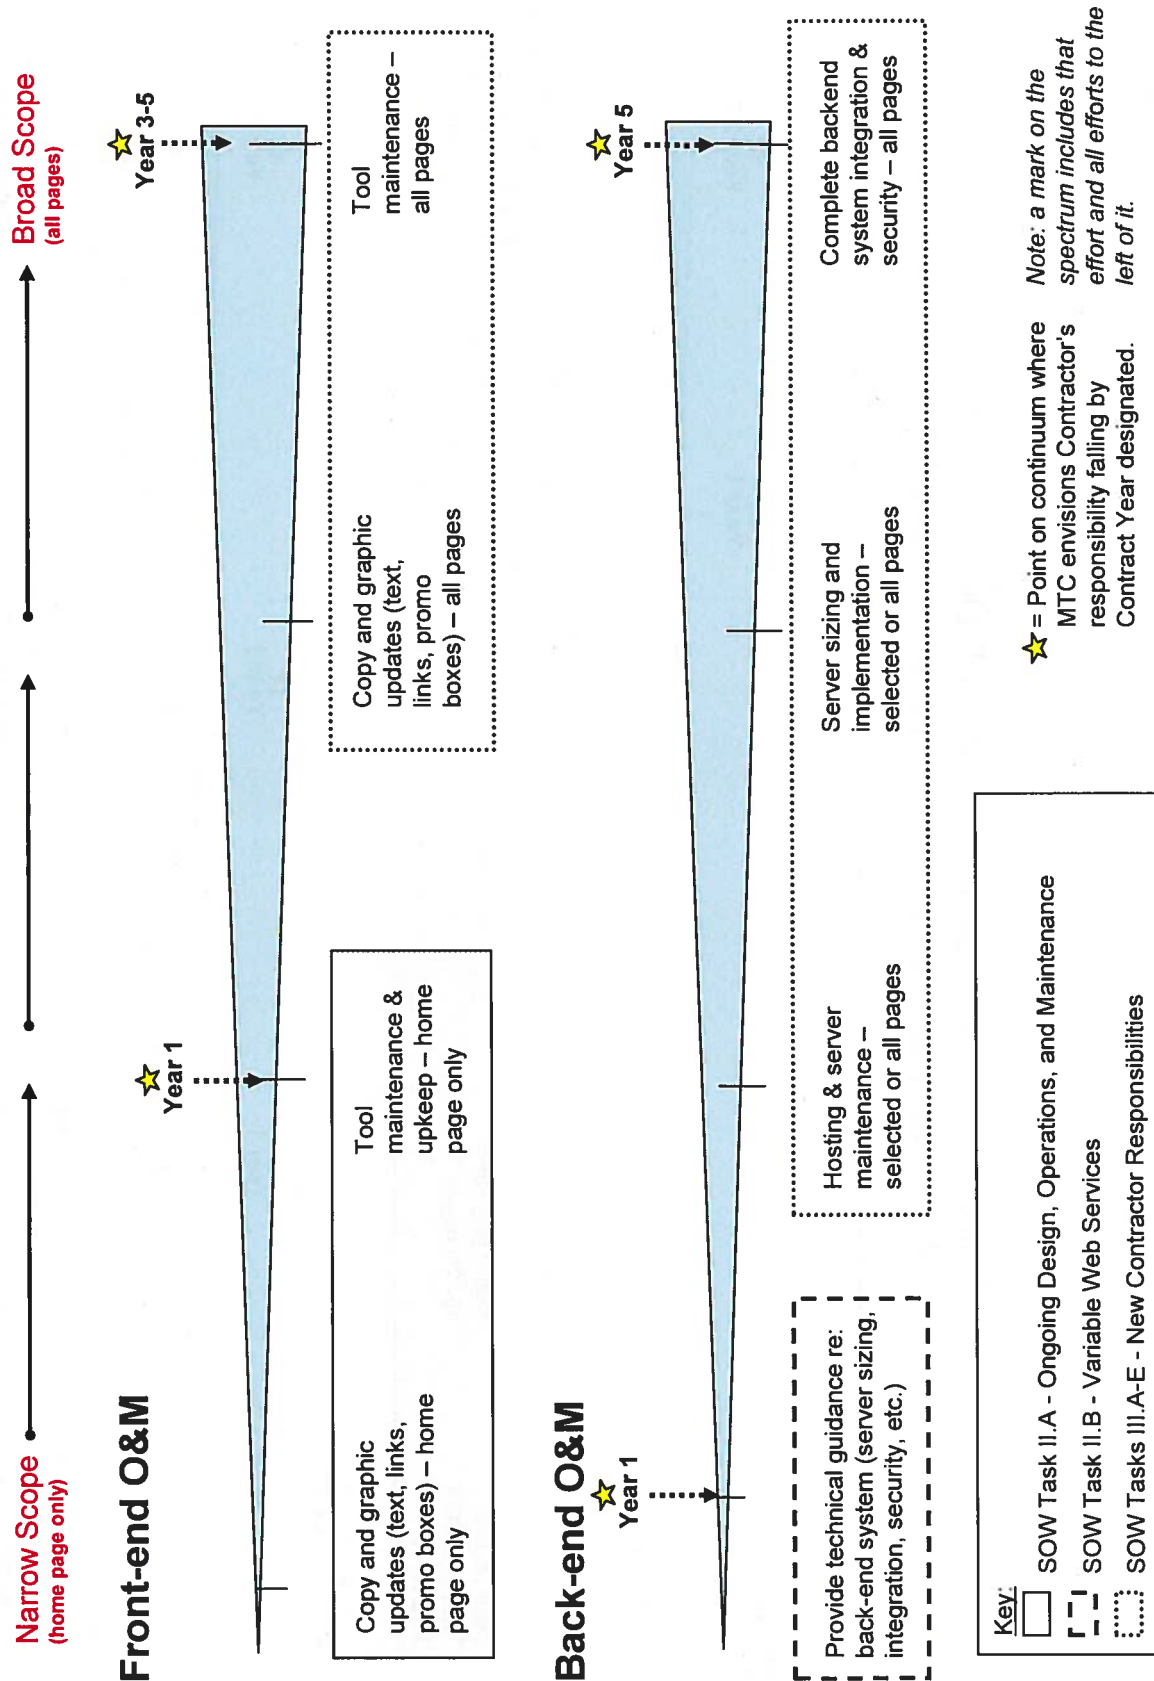 Narrow Scope
(home page only)
Broad Scope
(all pages)
Front-end O&M
Year 1
Year 3-5
Copy and graphic
updates (text, links,
promo boxes) – home
page only
Tool
maintenance &
upkeep – home
page only
Copy and graphic
updates (text,
links, promo
boxes) – all pages
Tool
maintenance –
all pages
Back-end O&M
Year 1
Year 5
Provide technical guidance re:
back-end system (server sizing,
integration, security, etc.)
Hosting & server
maintenance –
selected or all pages
Server sizing and
implementation –
selected or all pages
Complete backend
system integration &
security – all pages
Key:
SOW Task II.A - Ongoing Design, Operations, and Maintenance
SOW Task II.B - Variable Web Services
SOW Tasks III.A-E - New Contractor Responsibilities
= Point on continuum where
MTC envisions Contractor's
responsibility falling by
Contract Year designated.
Note: a mark on the
spectrum includes that
effort and all efforts to the
left of it.